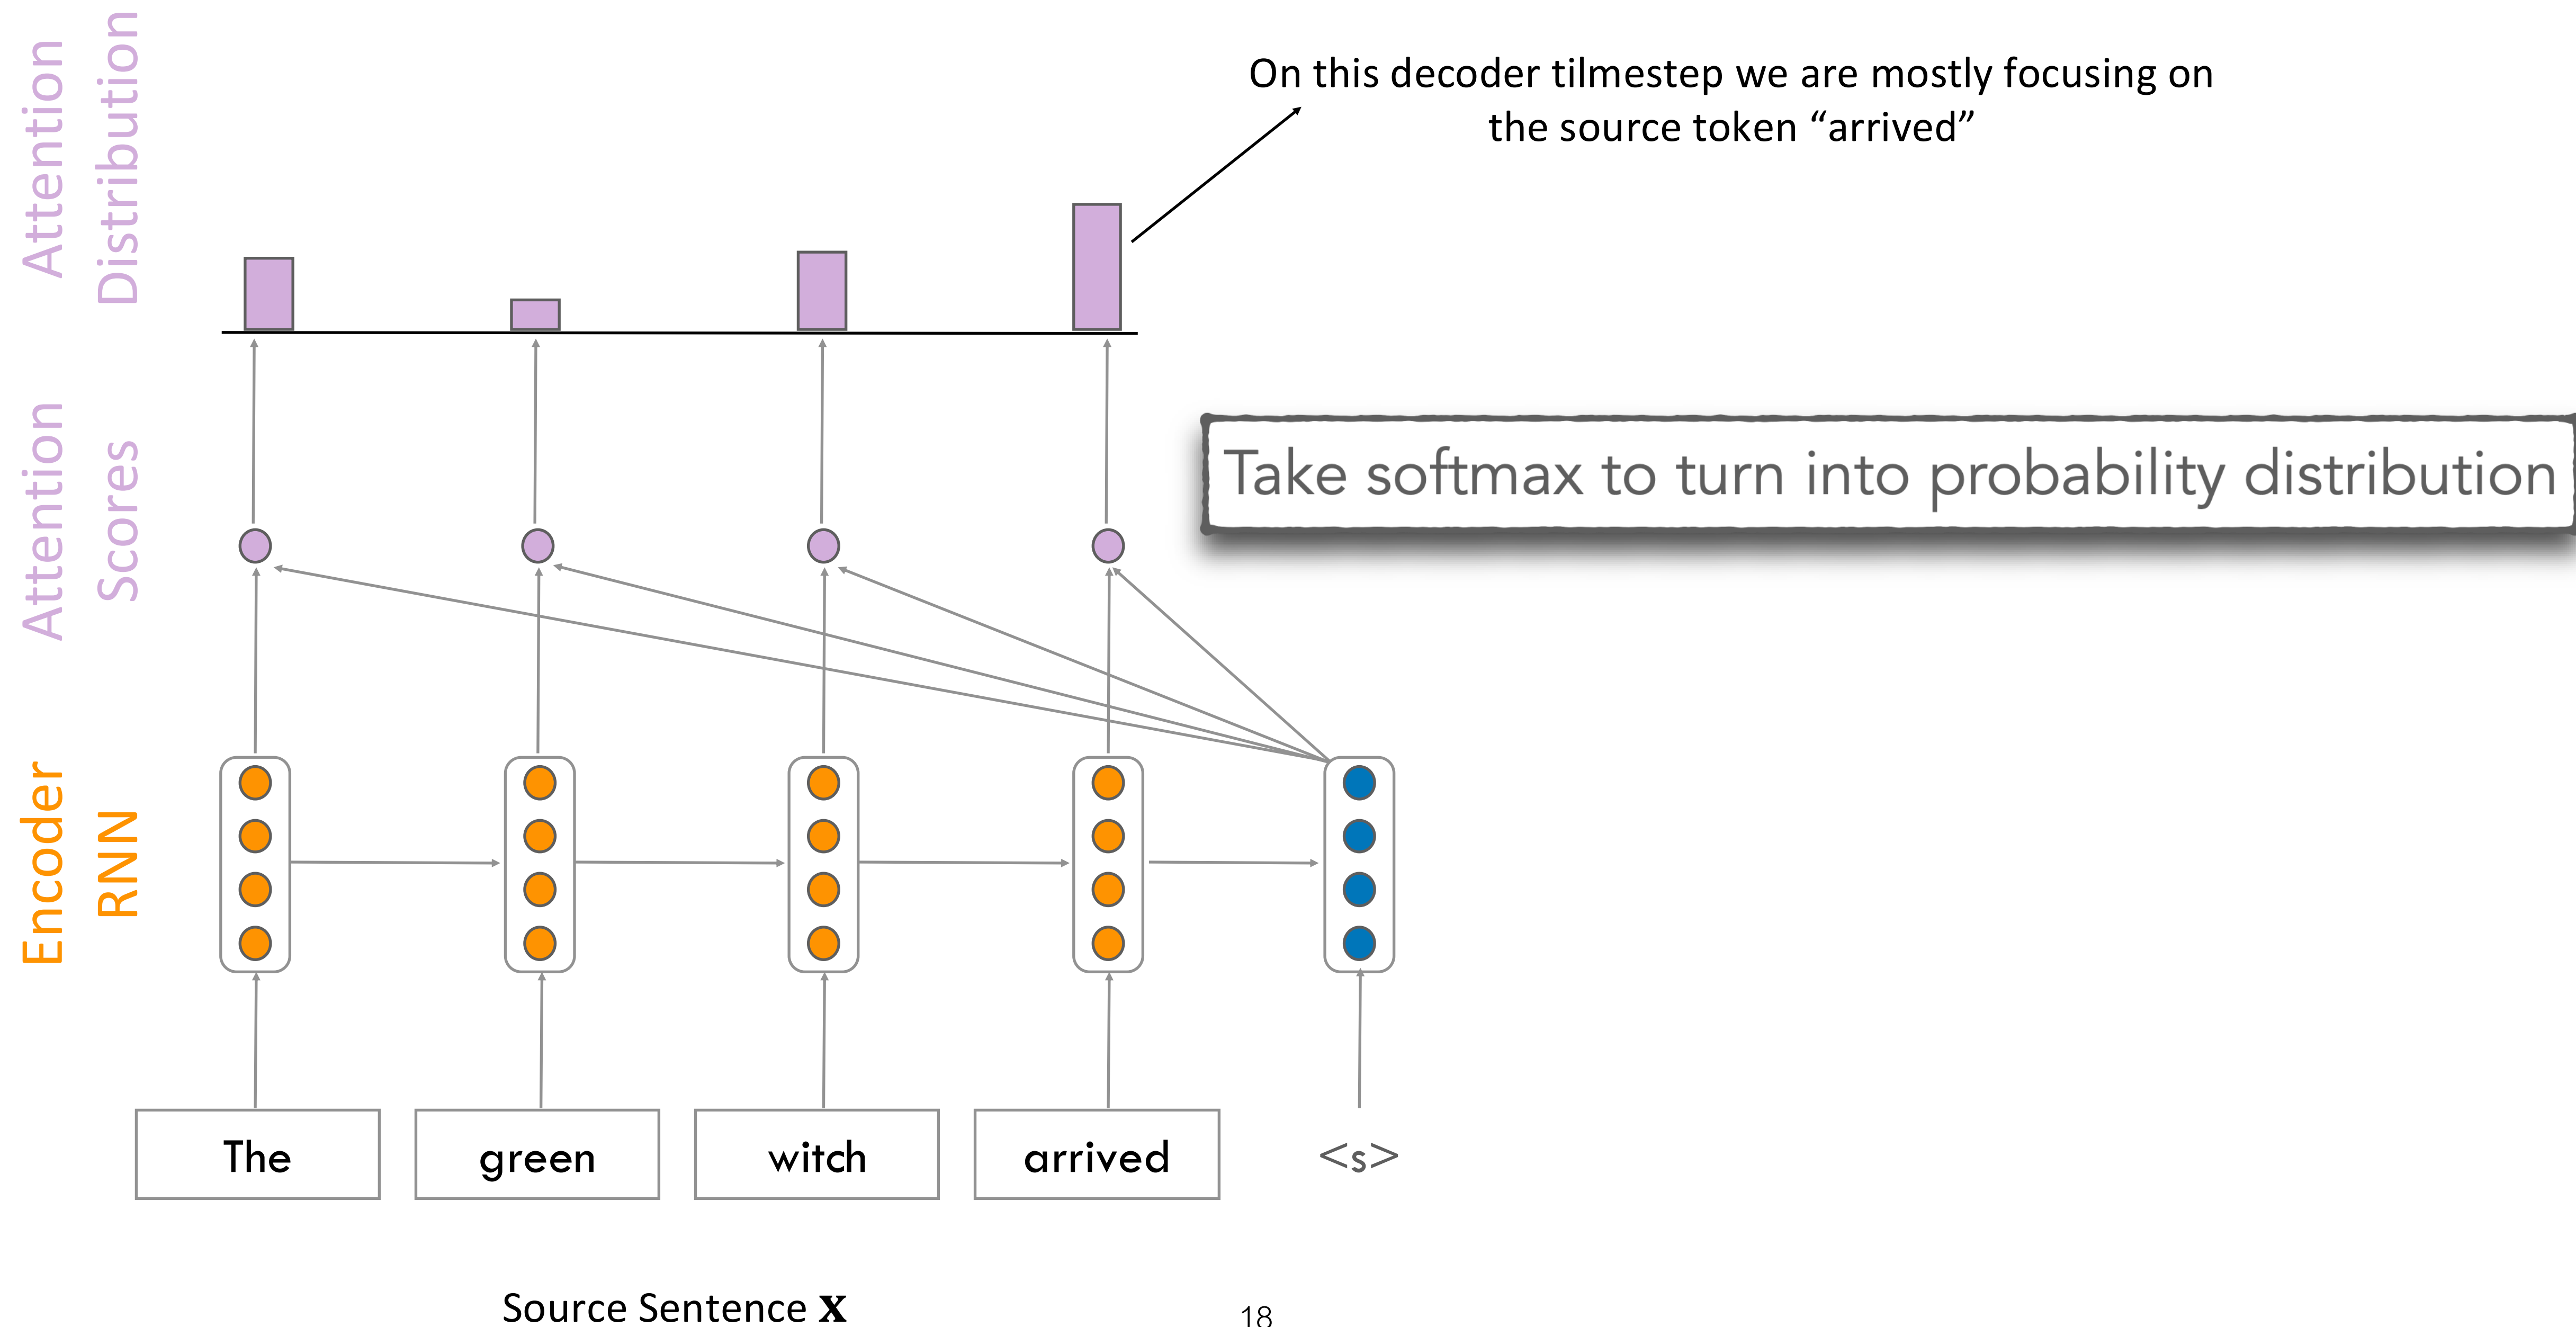 Attention
Distribution
On this decoder tilmestep we are mostly focusing on
the source token “arrived”
Attention
Scores
Take softmax to turn into probability distribution
Encoder
RNN
The
green
witch
arrived
<s>
Source Sentence x
18